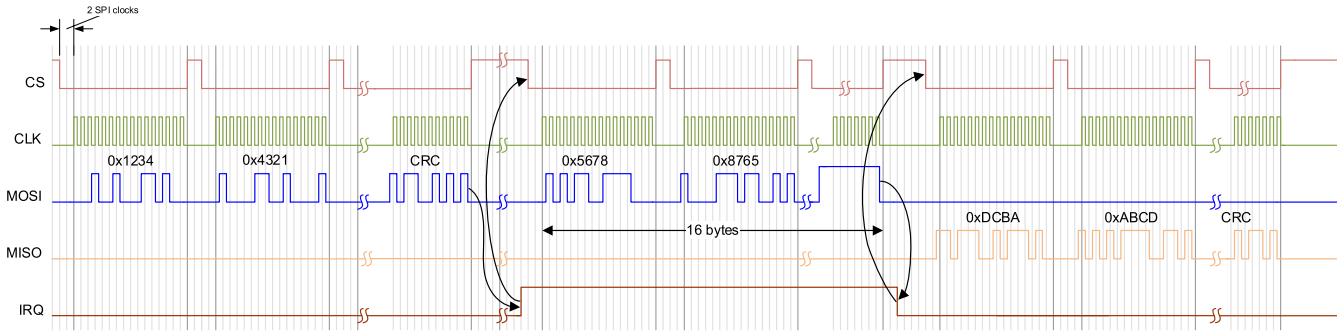 2 SPI clocks
CS
CLK
0x1234 0x4321 CRC 0x5678 0x8765
MOSI
16 bytes
0xDCBA 0xABCD CRC
MISO
IRQ